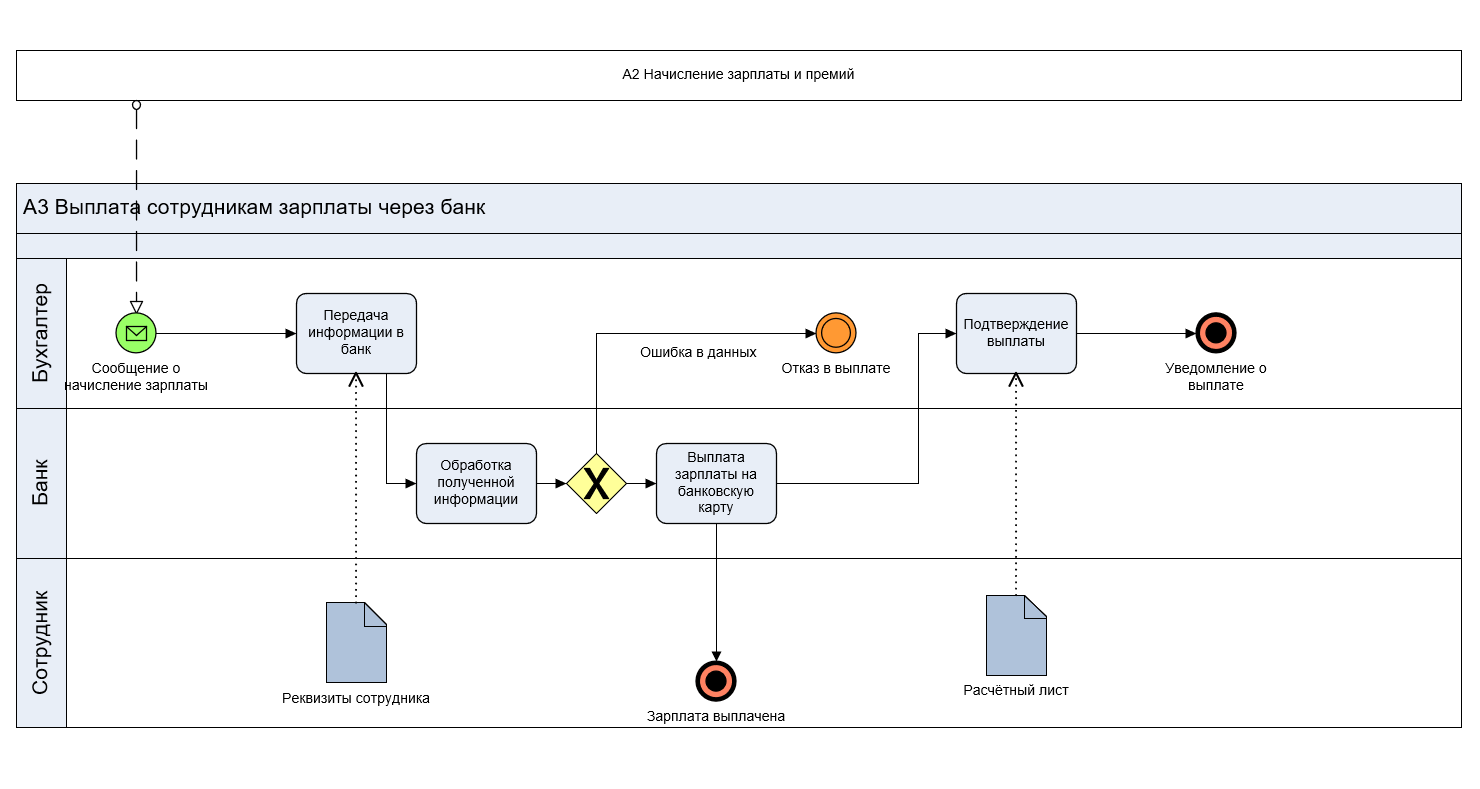 А2 Начисление зарплаты и премий
А3 Выплата сотрудникам зарплаты через банк
Бухгалтер
Сообщение о
начисление зарплаты
Передача
информации в
банк
Ошибка в данных
Отказ в выплате
Подтверждение
выплаты
Уведомление о
выплате
Банк
Обработка
полученной
информации
X
Выплата
зарплаты на
банковскую
карту
Сотрудник
Реквизиты сотрудника
Зарплата выплачена
Расчётный лист